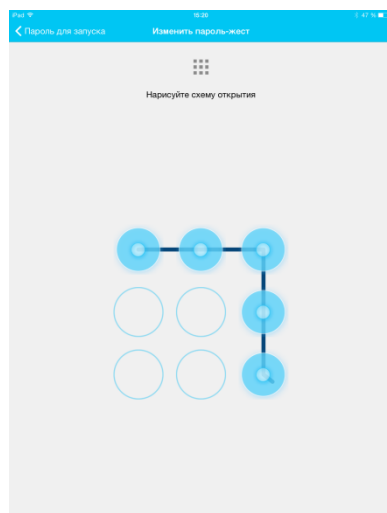 iPad 15:20 47 %
Пароль для запуска Изменить пароль-жест
Нарисуйте схему открытия